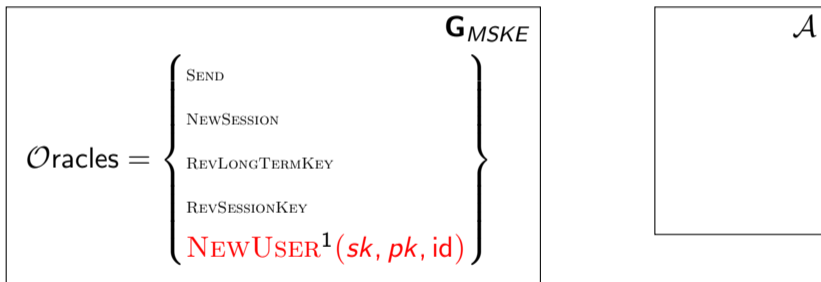 G_MSKE
A
Oracles = {
Send
NewSession
RevLongTermKey
RevSessionKey
NewUser¹(sk, pk, id)
}